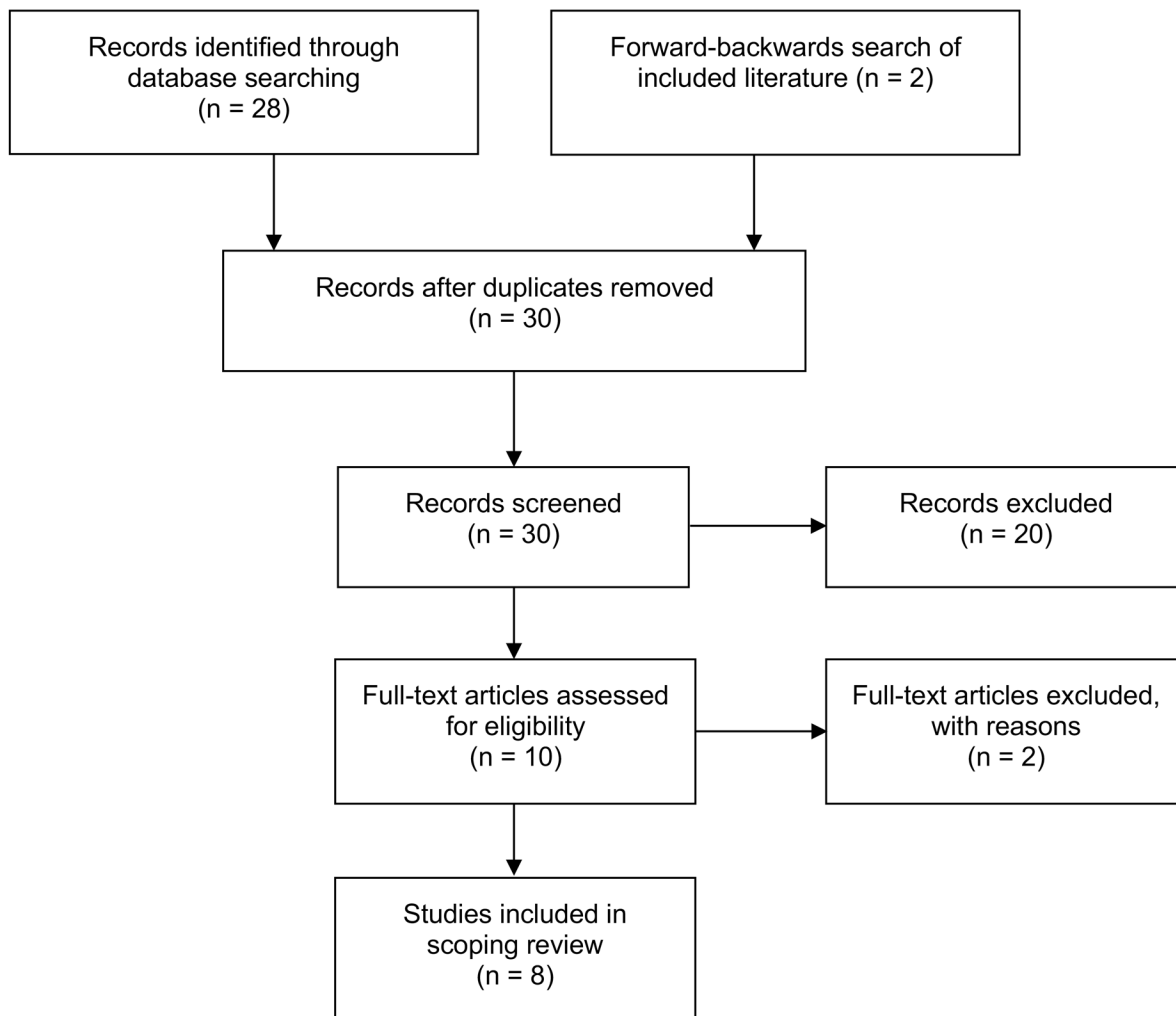 Records identified through
database searching
(n = 28)
Forward-backwards search of
included literature (n = 2)
Records after duplicates removed
(n = 30)
Records screened
(n = 30)
Records excluded
(n = 20)
Full-text articles assessed
for eligibility
(n = 10)
Full-text articles excluded,
with reasons
(n = 2)
Studies included in
scoping review
(n = 8)